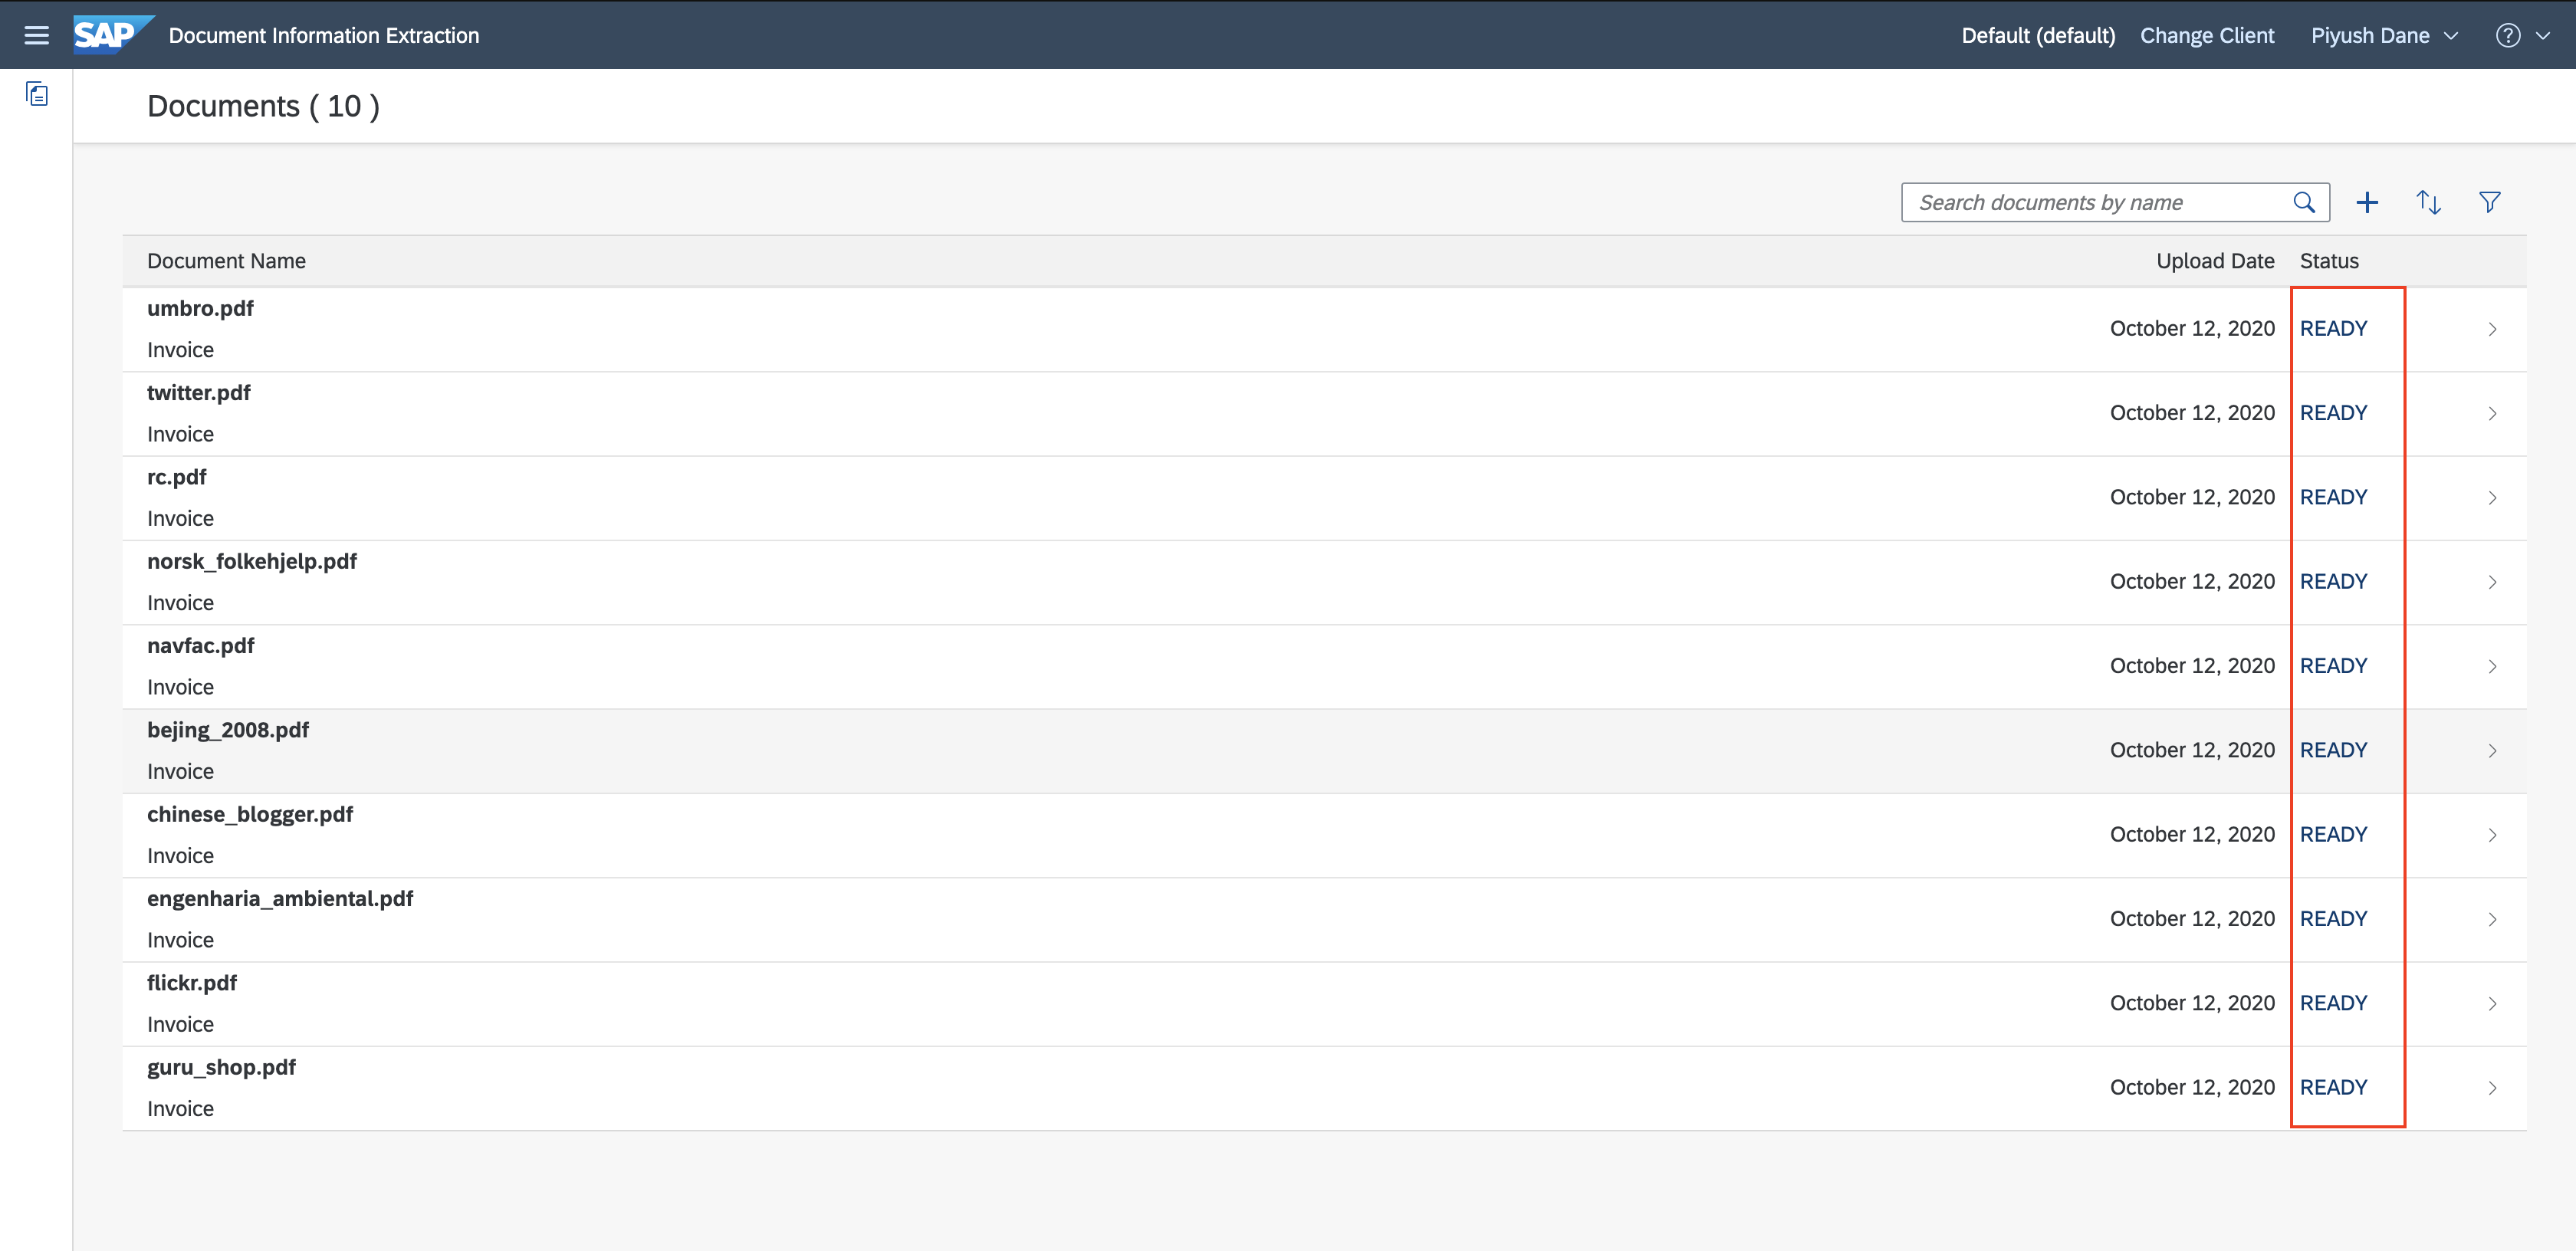 SAP Document Information Extraction Default (default) Change Client Piyush Dane ?
Documents ( 10 )
Search documents by name
Document Name Upload Date Status
umbro.pdf
Invoice
October 12, 2020 READY
twitter.pdf
Invoice
October 12, 2020 READY
rc.pdf
Invoice
October 12, 2020 READY
norsk_folkehjelp.pdf
Invoice
October 12, 2020 READY
navfac.pdf
Invoice
October 12, 2020 READY
bejing_2008.pdf
Invoice
October 12, 2020 READY
chinese_blogger.pdf
Invoice
October 12, 2020 READY
engenharia_ambiental.pdf
Invoice
October 12, 2020 READY
flickr.pdf
Invoice
October 12, 2020 READY
guru_shop.pdf
Invoice
October 12, 2020 READY